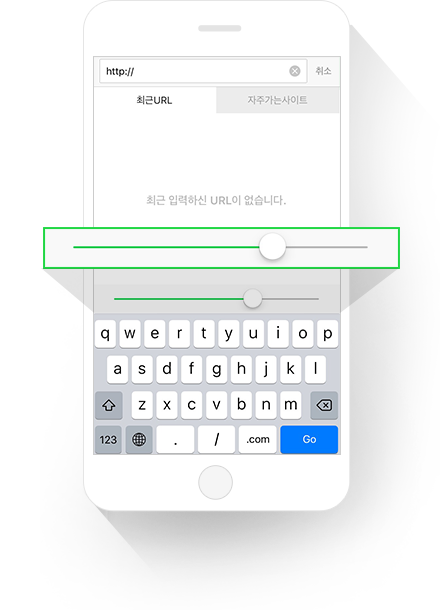 http:// 취소
최근URL 자주가는사이트
최근 입력하신 URL이 없습니다.
q w e r t y u i o p
a s d f g h j k l
z x c v b n m
123 . / .com Go